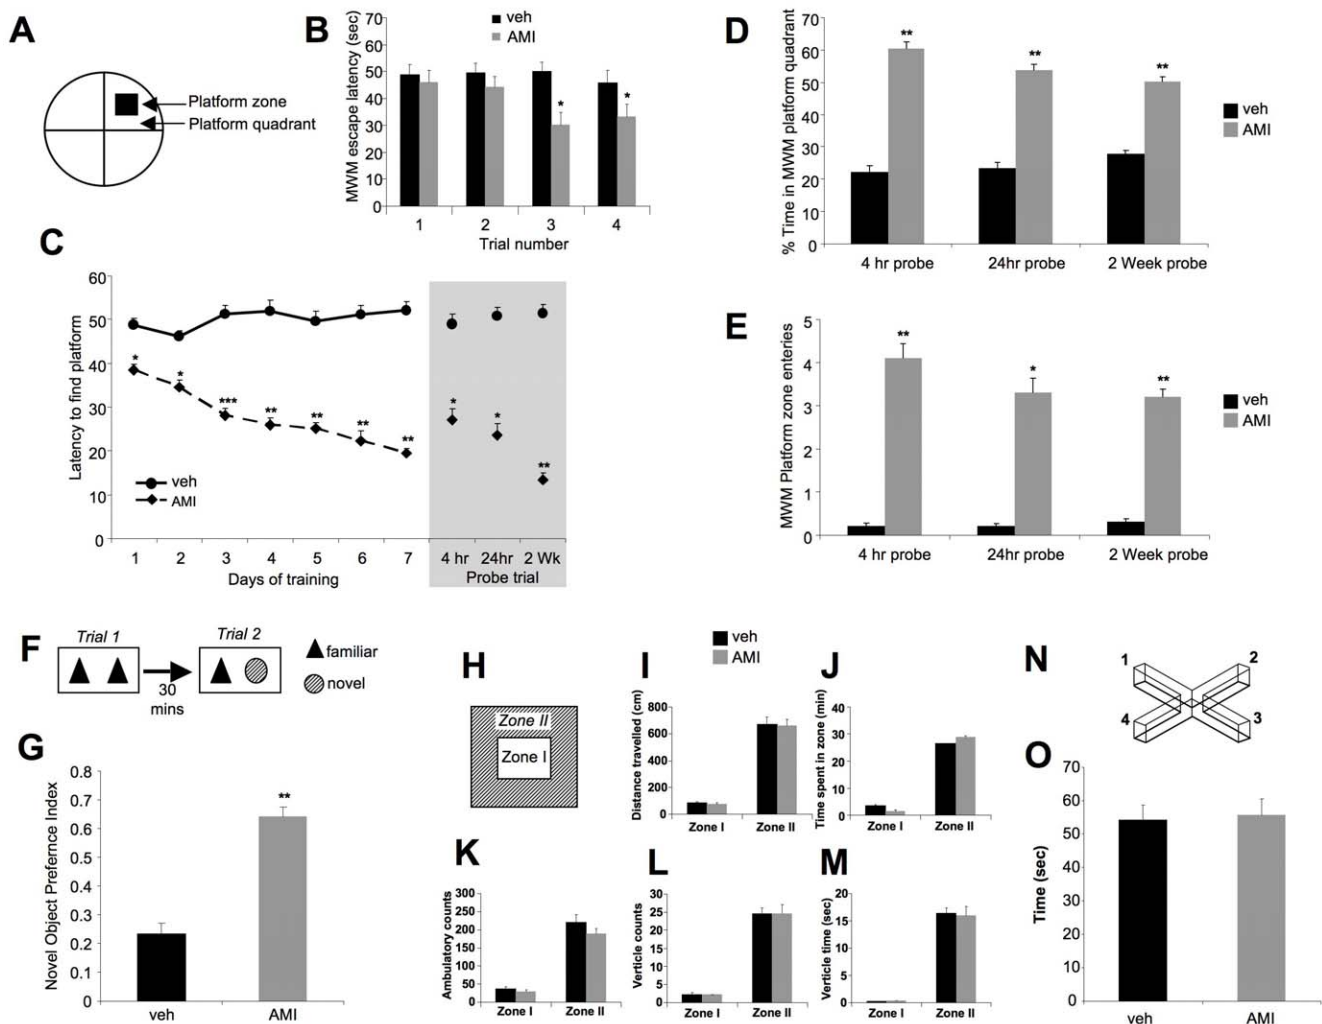 A
Platform zone
Platform quadrant
B
veh
AMI
MWM escape latency (sec)
70
60
50
40
30
20
10
0
*
*
1 2 3 4
Trial number
C
Latency to find platform
60
50
40
30
20
10
0
* * *** ** ** ** **
* * **
veh
AMI
1 2 3 4 5 6 7 4 hr 24hr 2 Wk
Days of training Probe trial
D
% Time in MWM platform quadrant
70
60
50
40
30
20
10
0
** ** **
veh
AMI
4 hr probe 24hr probe 2 Week probe
E
MWM Platform zone enteries
5
4
3
2
1
0
** * **
veh
AMI
4 hr probe 24hr probe 2 Week probe
F
Trial 1 Trial 2
30
mins
familiar
novel
G
Novel Object Prefernce Index
0.8
0.7
0.6
0.5
0.4
0.3
0.2
0.1
0
**
veh AMI
H
Zone II
Zone I
veh
AMI
I
Distance travelled (cm)
800
600
400
200
0
Zone I Zone II
J
Time spent in zone (min)
40
30
20
10
0
Zone I Zone II
K
Ambulatory counts
300
250
200
150
100
50
0
Zone I Zone II
L
Verticle counts
30
25
20
15
10
5
0
Zone I Zone II
M
Verticle time (sec)
20
15
10
5
0
Zone I Zone II
N
1 2
4 3
O
Time (sec)
70
60
50
40
30
20
10
0
veh AMI